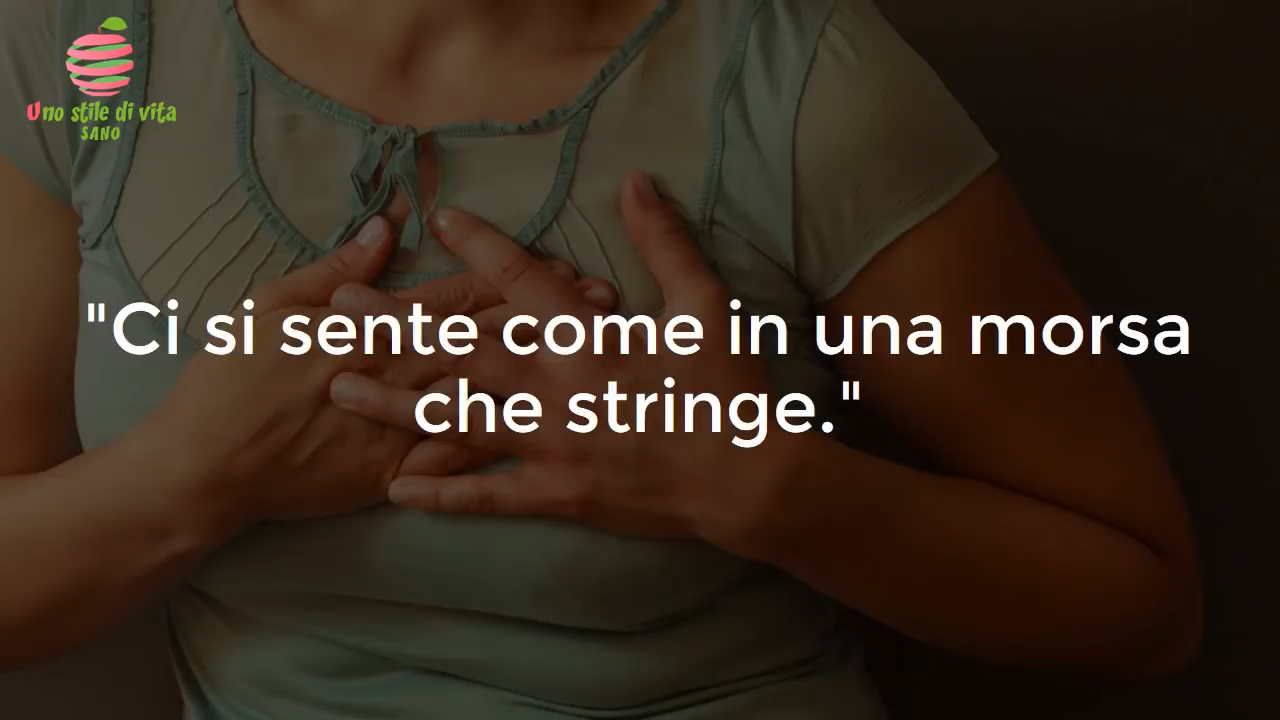 Uno stile di vita
SANO
"Ci si sente come in una morsa
che stringe."